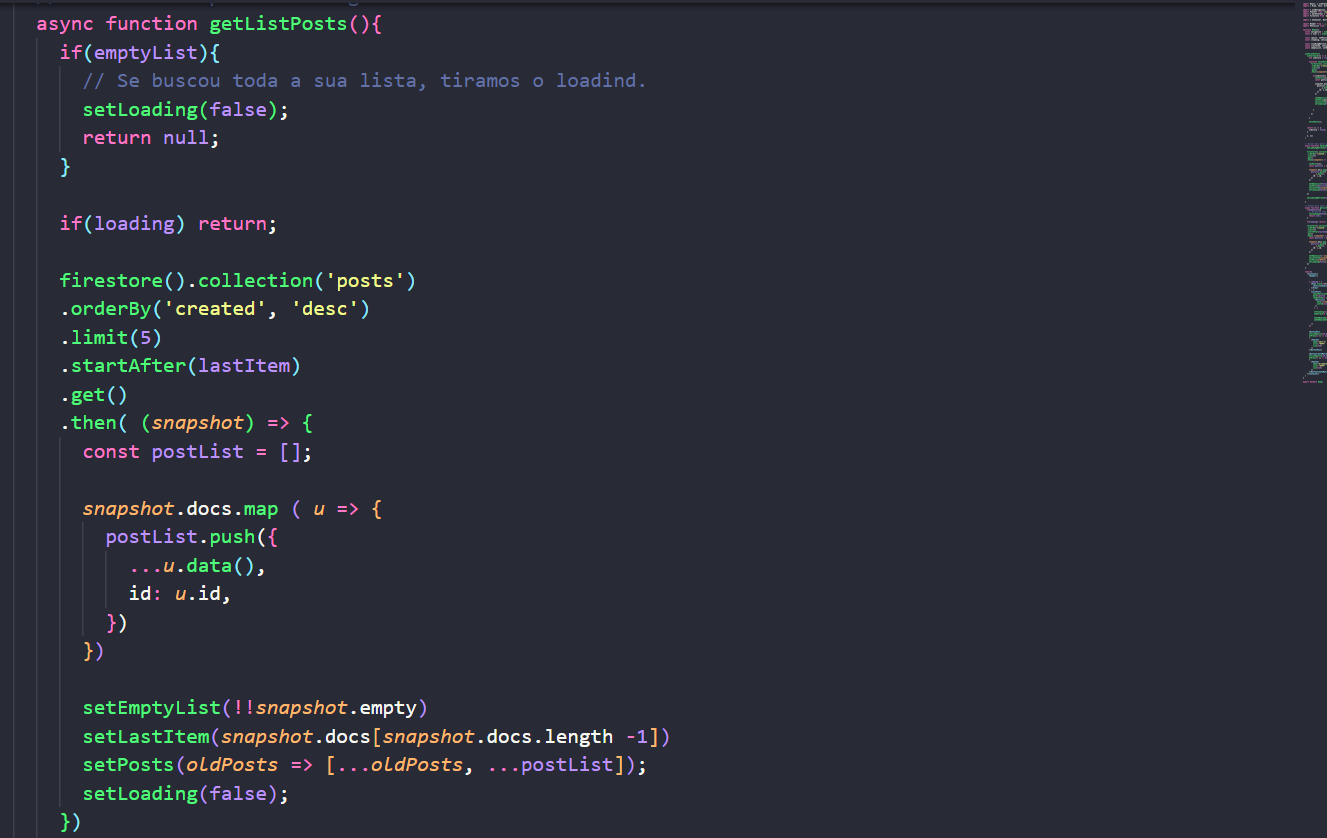 async function getListPosts(){
if(emptyList){
// Se buscou toda a sua lista, tiramos o loadind.
setLoading(false);
return null;
}
if(loading) return;
firestore().collection('posts')
.orderBy('created', 'desc')
.limit(5)
.startAfter(lastItem)
.get()
.then( (snapshot) => {
const postList = [];
snapshot.docs.map ( u => {
postList.push({
...u.data(),
id: u.id,
})
})
setEmptyList(!!snapshot.empty)
setLastItem(snapshot.docs[snapshot.docs.length -1])
setPosts(oldPosts => [...oldPosts, ...postList]);
setLoading(false);
})